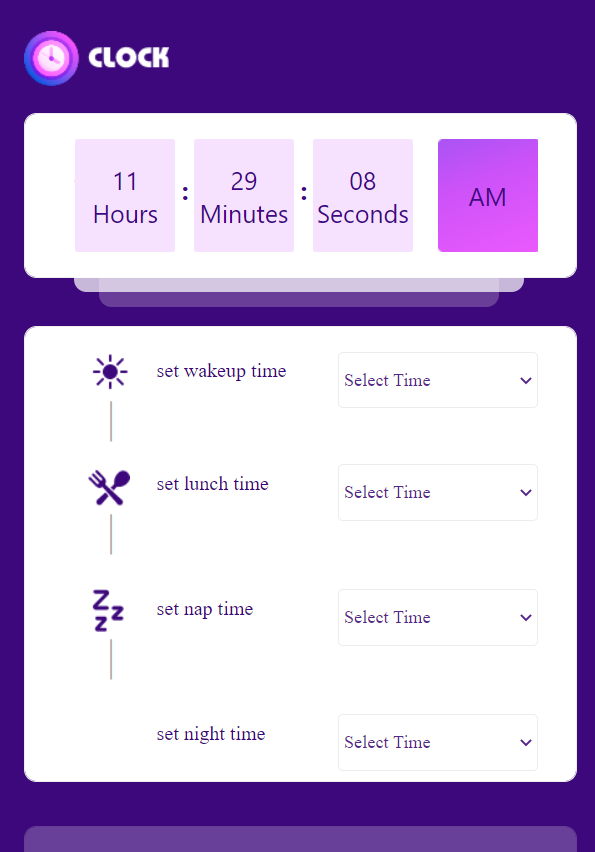 CLOCK
11 : 29 : 08 AM
Hours Minutes Seconds
set wakeup time Select Time
set lunch time Select Time
set nap time Select Time
set night time Select Time